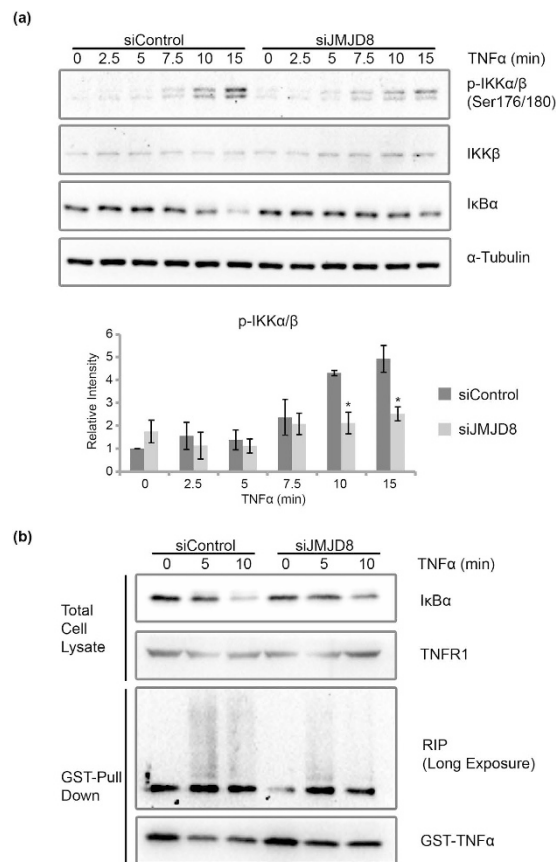 (a)
siControl siJMJD8
0 2.5 5 7.5 10 15 0 2.5 5 7.5 10 15 TNFα (min)
p-IKKα/β
(Ser176/180)
IKKβ
IκBα
α-Tubulin
p-IKKα/β
Relative Intensity
6
5
4
3
2
1
0
* *
siControl
siJMJD8
0 2.5 5 7.5 10 15
TNFα (min)
(b)
siControl siJMJD8
0 5 10 0 5 10 TNFα (min)
Total
Cell
Lysate
IκBα
TNFR1
GST-Pull
Down
RIP
(Long Exposure)
GST-TNFα